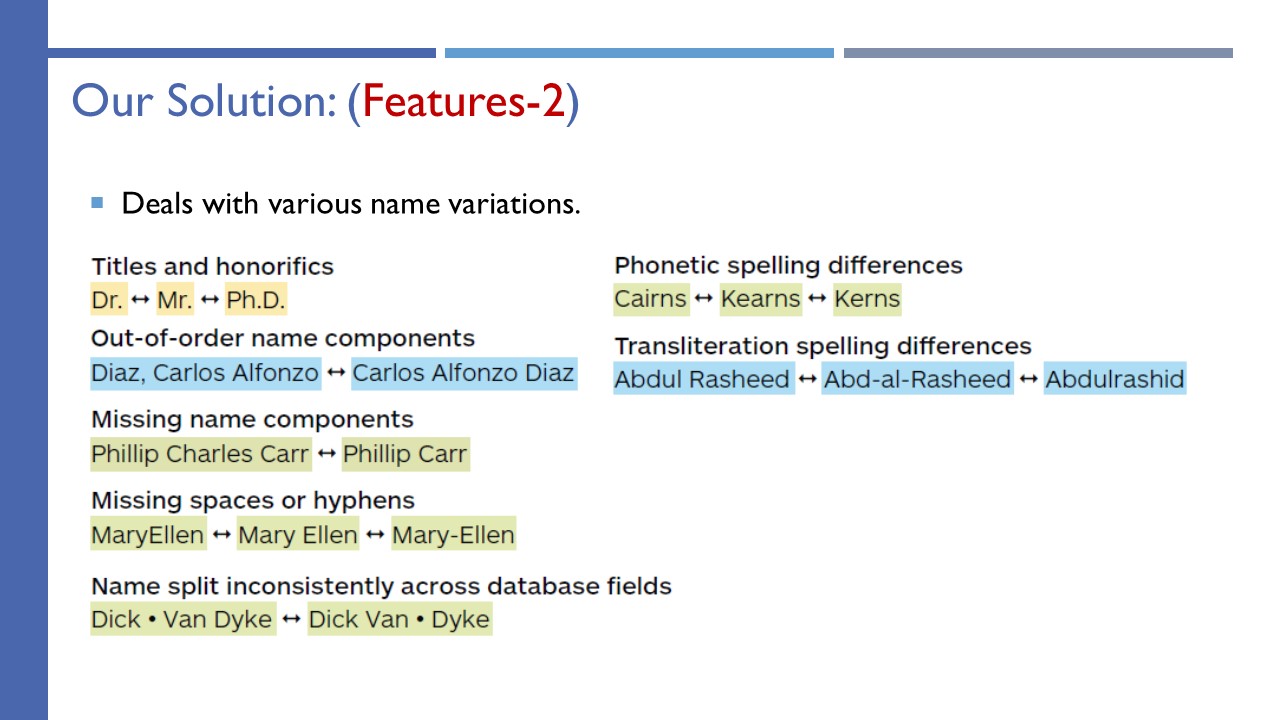 Our Solution: (Features-2)
Deals with various name variations.
Titles and honorifics
Dr. ↔ Mr. ↔ Ph.D.
Out-of-order name components
Diaz, Carlos Alfonzo ↔ Carlos Alfonzo Diaz
Missing name components
Phillip Charles Carr ↔ Phillip Carr
Missing spaces or hyphens
MaryEllen ↔ Mary Ellen ↔ Mary-Ellen
Name split inconsistently across database fields
Dick • Van Dyke ↔ Dick Van • Dyke
Phonetic spelling differences
Cairns ↔ Kearns ↔ Kerns
Transliteration spelling differences
Abdul Rasheed ↔ Abd-al-Rasheed ↔ Abdulrashid